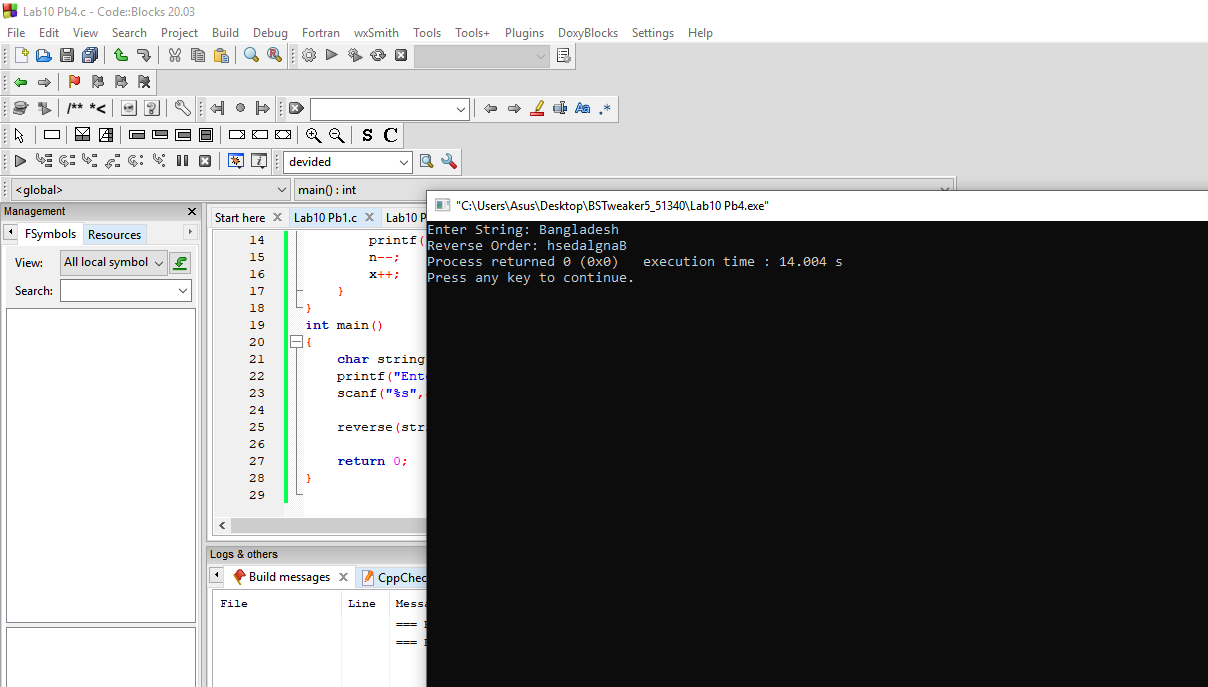 Lab10 Pb4.c - Code::Blocks 20.03
File Edit View Search Project Build Debug Fortran wxSmith Tools Tools+ Plugins DoxyBlocks Settings Help
/** *<
Aa .*
S C
devided
<global>
main() : int
Management
FSymbols Resources
View: All local symbol
Search:
"C:\Users\Asus\Desktop\BSTweaker5_51340\Lab10 Pb4.exe"
Enter String: Bangladesh
Reverse Order: hsedalgnaB
Process returned 0 (0x0)   execution time : 14.004 s
Press any key to continue.
Start here Lab10 Pb1.c Lab10 P
14 printf(
15 n--;
16 x++;
17 }
18 }
19 int main()
20 {
21 char string
22 printf("Ent
23 scanf("%s",
24
25 reverse(str
26
27 return 0;
28 }
29
Logs & others
Build messages CppChec
File Line Mess
===
===